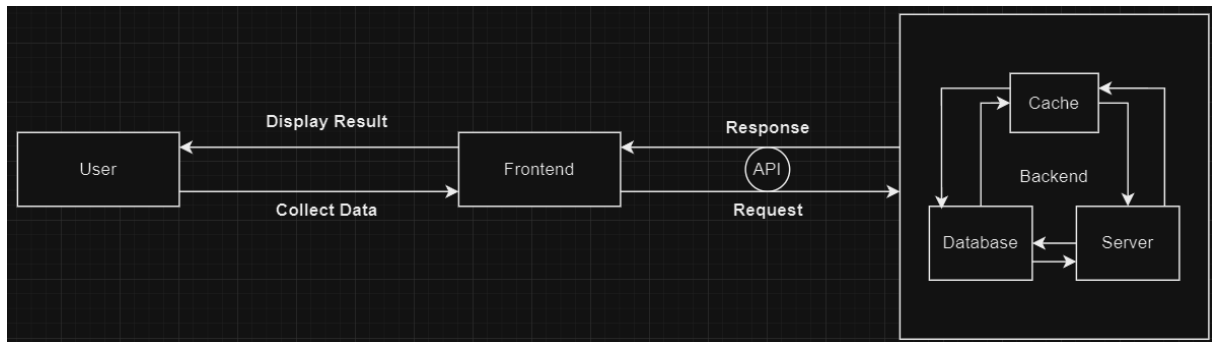 User
Display Result
Collect Data
Frontend
Response
API
Request
Cache
Backend
Database
Server